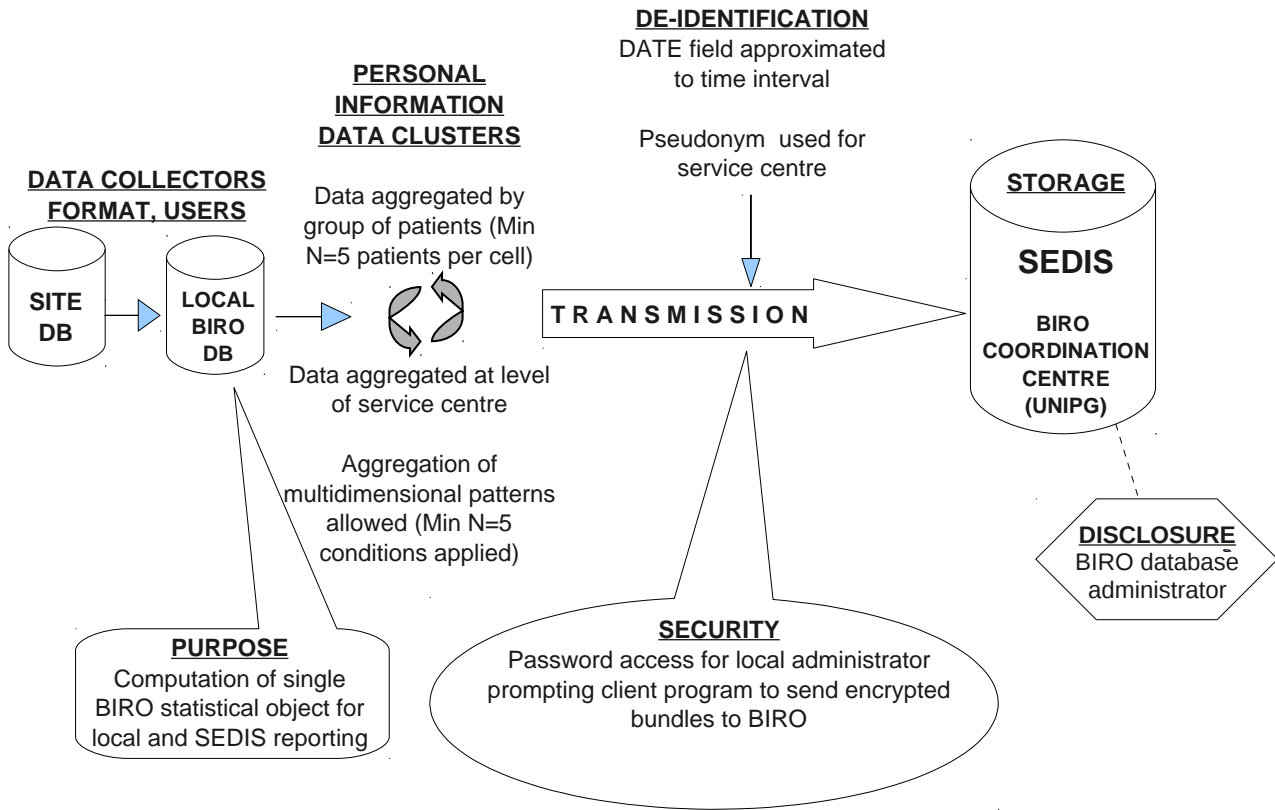 DE-IDENTIFICATION
DATE field approximated
to time interval
Pseudonym used for
service centre
PERSONAL
INFORMATION
DATA CLUSTERS
Data aggregated by
group of patients (Min
N=5 patients per cell)
DATA COLLECTORS
FORMAT, USERS
SITE
DB
LOCAL
BIRO
DB
Data aggregated at level
of service centre
Aggregation of
multidimensional patterns
allowed (Min N=5
conditions applied)
TRANSMISSION
STORAGE
SEDIS
BIRO
COORDINATION
CENTRE
(UNIPG)
DISCLOSURE
BIRO database
administrator
PURPOSE
Computation of single
BIRO statistical object for
local and SEDIS reporting
SECURITY
Password access for local administrator
prompting client program to send encrypted
bundles to BIRO